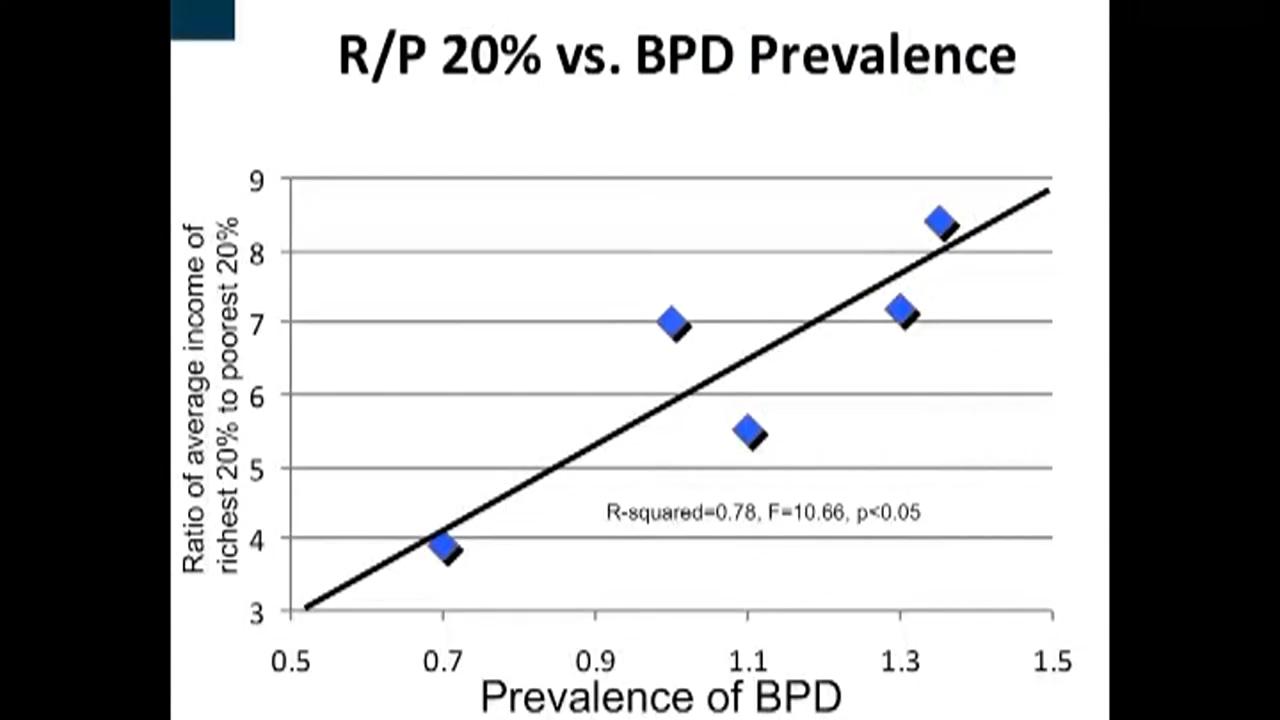 R/P 20% vs. BPD Prevalence
Ratio of average income of
richest 20% to poorest 20%
9
8
7
6
5
4
3
R-squared=0.78, F=10.66, p<0.05
0.5 0.7 0.9 1.1 1.3 1.5
Prevalence of BPD